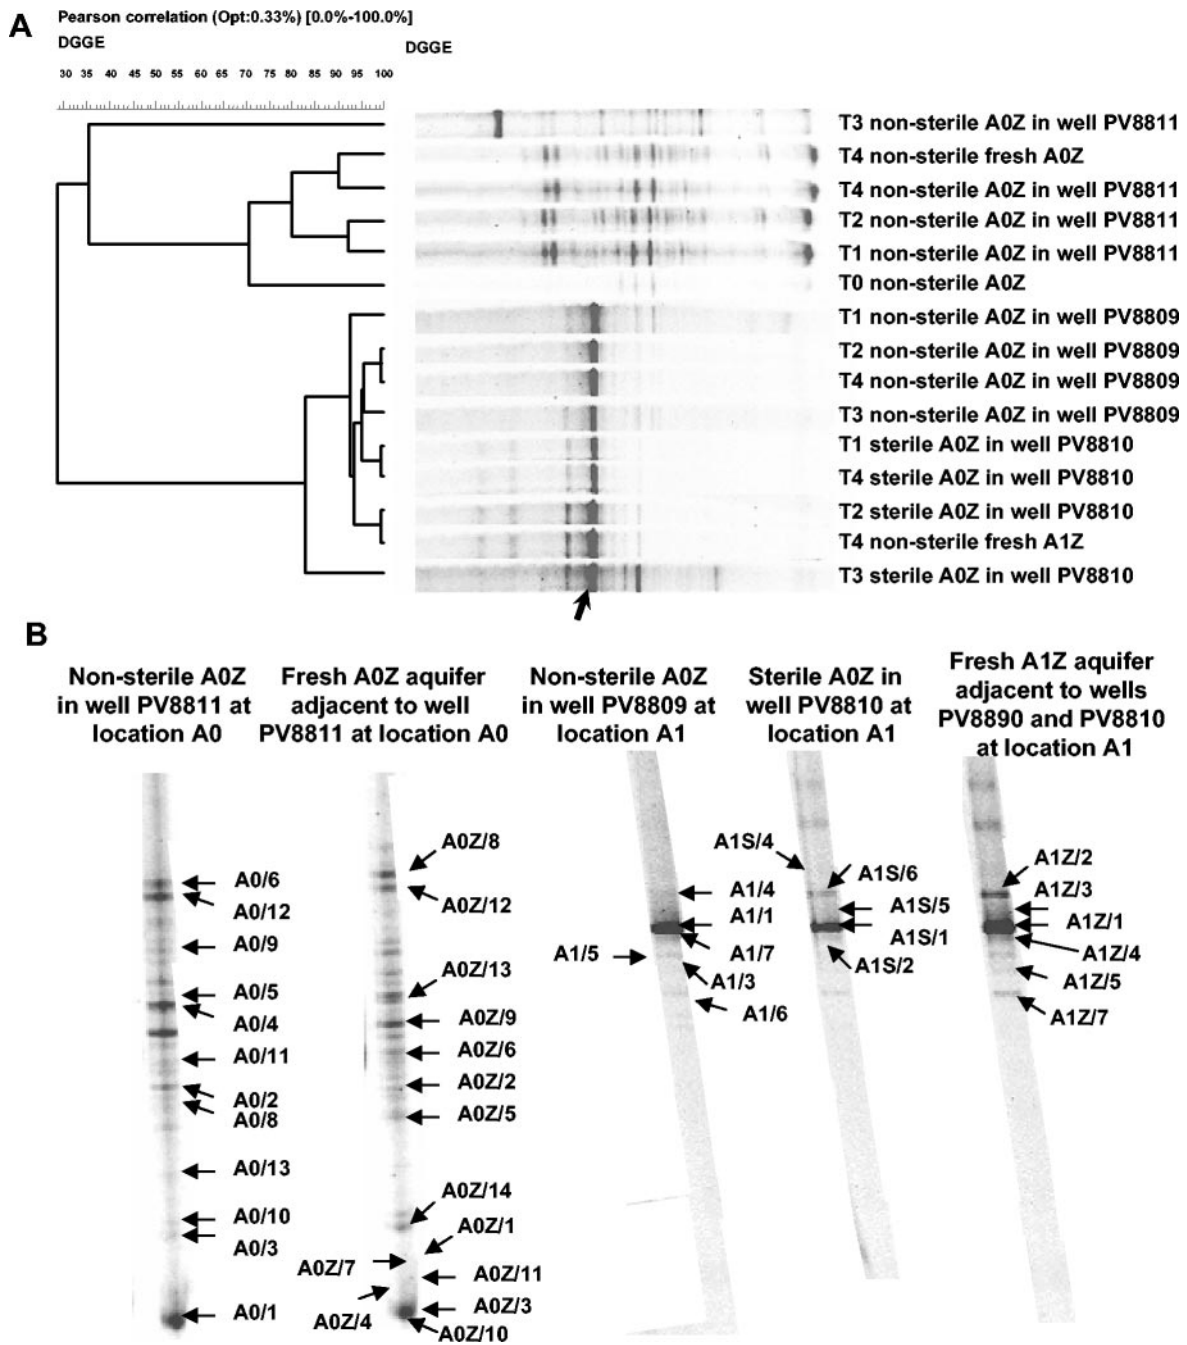 A
Pearson correlation (Opt:0.33%) [0.0%-100.0%]
DGGE
DGGE
30 35 40 45 50 55 60 65 70 75 80 85 90 95 100
T3 non-sterile A0Z in well PV8811
T4 non-sterile fresh A0Z
T4 non-sterile A0Z in well PV8811
T2 non-sterile A0Z in well PV8811
T1 non-sterile A0Z in well PV8811
T0 non-sterile A0Z
T1 non-sterile A0Z in well PV8809
T2 non-sterile A0Z in well PV8809
T4 non-sterile A0Z in well PV8809
T3 non-sterile A0Z in well PV8809
T1 sterile A0Z in well PV8810
T4 sterile A0Z in well PV8810
T2 sterile A0Z in well PV8810
T4 non-sterile fresh A1Z
T3 sterile A0Z in well PV8810
B
Non-sterile A0Z
in well PV8811 at
location A0
Fresh A0Z aquifer
adjacent to well
PV8811 at location A0
Non-sterile A0Z
in well PV8809 at
location A1
Sterile A0Z in
well PV8810 at
location A1
Fresh A1Z aquifer
adjacent to wells
PV8890 and PV8810
at location A1
A0/6
A0/12
A0/9
A0/5
A0/4
A0/11
A0/2
A0/8
A0/13
A0/10
A0/3
A0/1
A0Z/8
A0Z/12
A0Z/13
A0Z/9
A0Z/6
A0Z/2
A0Z/5
A0Z/14
A0Z/1
A0Z/7
A0Z/11
A0Z/4
A0Z/3
A0Z/10
A1/4
A1/1
A1/7
A1/5
A1/3
A1/6
A1S/4
A1S/6
A1S/5
A1S/1
A1S/2
A1Z/2
A1Z/3
A1Z/1
A1Z/4
A1Z/5
A1Z/7